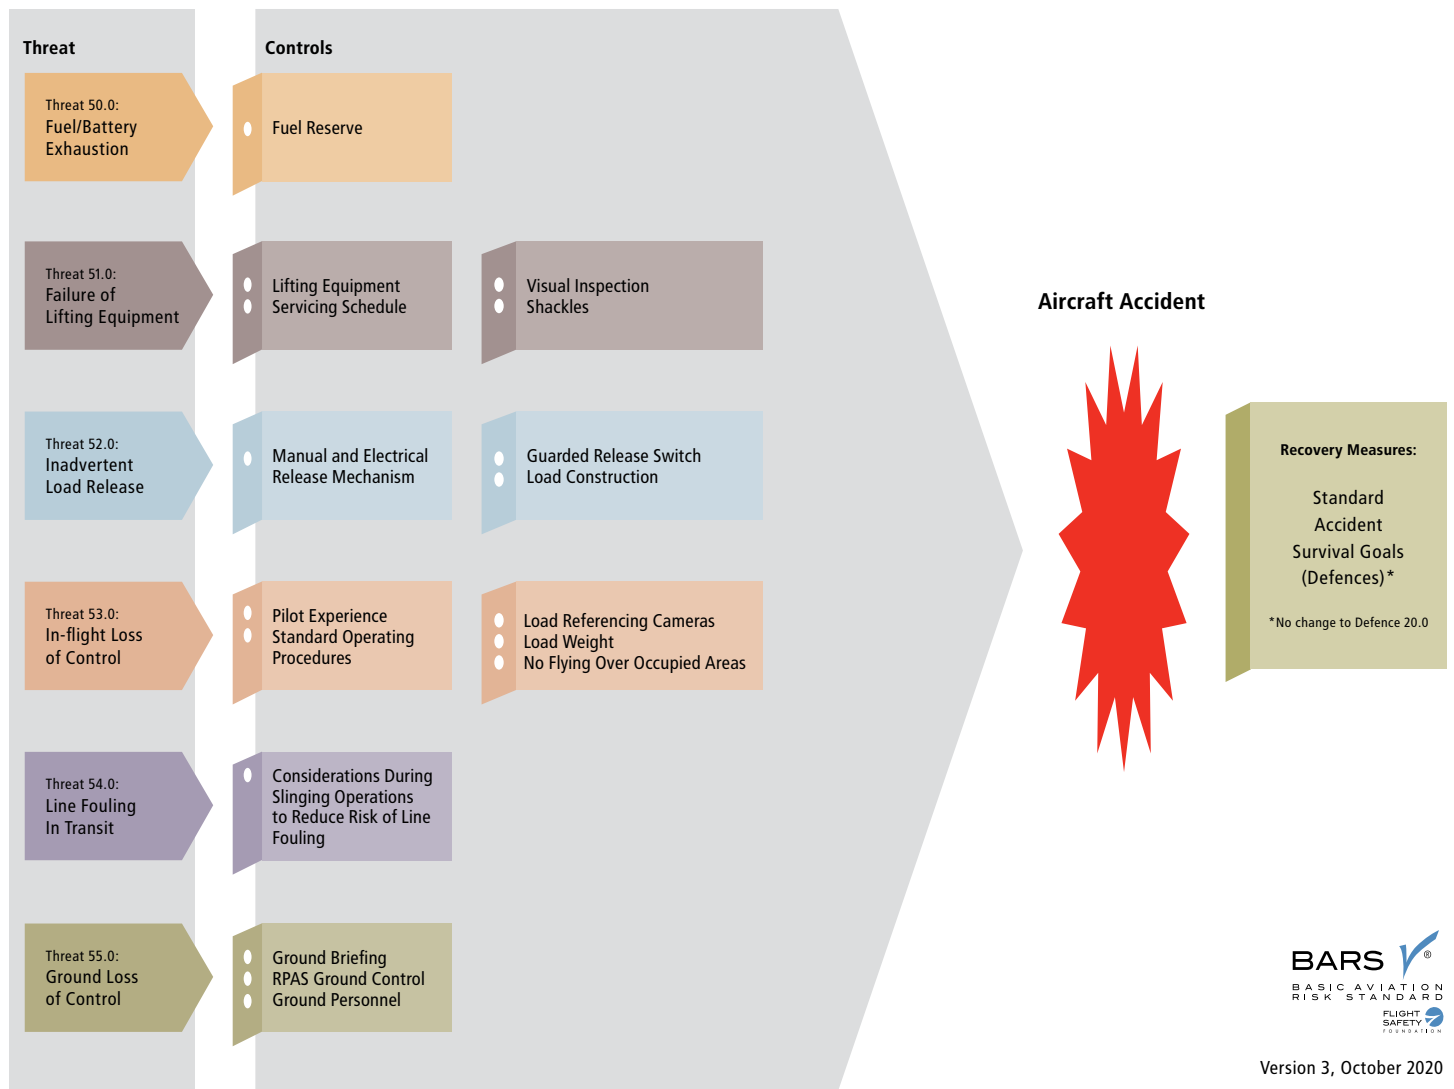 Threat
Controls
Threat 50.0:
Fuel/Battery
Exhaustion
Fuel Reserve
Threat 51.0:
Failure of
Lifting Equipment
Lifting Equipment
Servicing Schedule
Visual Inspection
Shackles
Threat 52.0:
Inadvertent
Load Release
Manual and Electrical
Release Mechanism
Guarded Release Switch
Load Construction
Threat 53.0:
In-flight Loss
of Control
Pilot Experience
Standard Operating
Procedures
Load Referencing Cameras
Load Weight
No Flying Over Occupied Areas
Threat 54.0:
Line Fouling
In Transit
Considerations During
Slinging Operations
to Reduce Risk of Line
Fouling
Threat 55.0:
Ground Loss
of Control
Ground Briefing
RPAS Ground Control
Ground Personnel
Aircraft Accident
Recovery Measures:
Standard
Accident
Survival Goals
(Defences)*
*No change to Defence 20.0
BARS ®
BASIC AVIATION
RISK STANDARD
FLIGHT
SAFETY
FOUNDATION
Version 3, October 2020